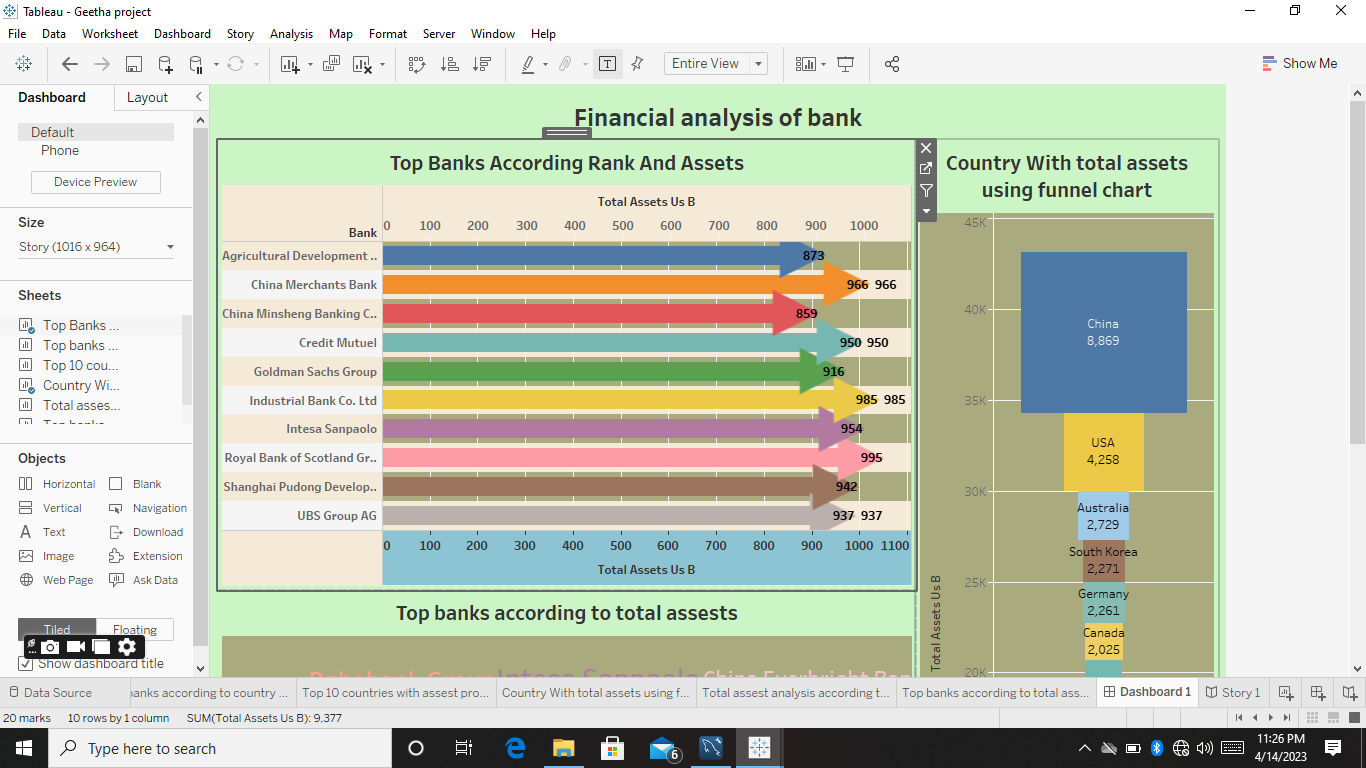 Tableau - Geetha project
File Data Worksheet Dashboard Story Analysis Map Format Server Window Help
Entire View
Show Me
Dashboard Layout
Default
Phone
Device Preview
Size
Story (1016 x 964)
Sheets
Top Banks ...
Top banks ...
Top 10 cou...
Country Wi...
Total asses...
Objects
Horizontal Blank
Vertical Navigation
Text Download
Image Extension
Web Page Ask Data
Tiled Floating
Show dashboard title
Financial analysis of bank
Top Banks According Rank And Assets
Total Assets Us B
Bank
0 100 200 300 400 500 600 700 800 900 1000
Agricultural Development .. 873
China Merchants Bank 966 966
China Minsheng Banking C.. 859
Credit Mutuel 950 950
Goldman Sachs Group 916
Industrial Bank Co. Ltd 985 985
Intesa Sanpaolo 954
Royal Bank of Scotland Gr.. 995
Shanghai Pudong Develop.. 942
UBS Group AG 937 937
0 100 200 300 400 500 600 700 800 900 1000 1100
Total Assets Us B
Top banks according to total assests
Rabobank Group Intesa Sanpaolo China Everbright Ban
Country With total assets
using funnel chart
45K
40K
35K
30K
25K
20K
Total Assets Us B
China
8,869
USA
4,258
Australia
2,729
South Korea
2,271
Germany
2,261
Canada
2,025
Data Source
anks according to country ...
Top 10 countries with assest pro...
Country With total assets using f...
Total assest analysis according t...
Top banks according to total ass...
Dashboard 1
Story 1
20 marks 10 rows by 1 column SUM(Total Assets Us B): 9,377
Type here to search
6
11:26 PM
4/14/2023